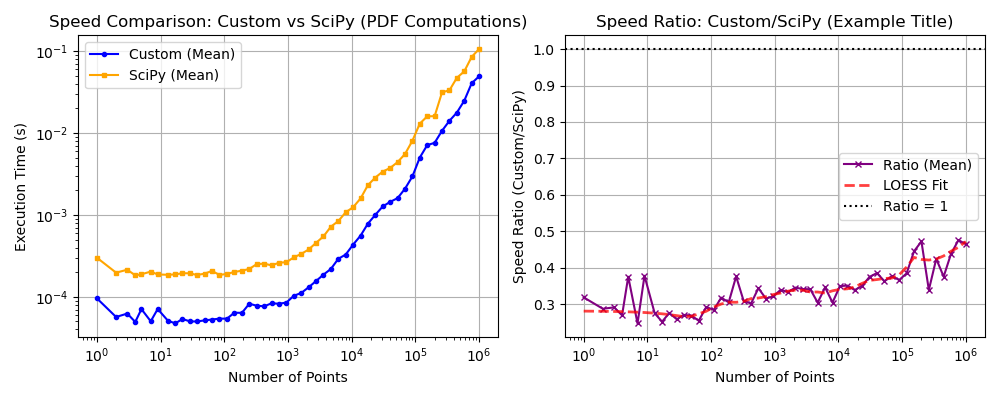 Speed Comparison: Custom vs SciPy (PDF Computations)
Execution Time (s)
10⁻¹
10⁻²
10⁻³
10⁻⁴
Custom (Mean)
SciPy (Mean)
10⁰ 10¹ 10² 10³ 10⁴ 10⁵ 10⁶
Number of Points
Speed Ratio: Custom/SciPy (Example Title)
Speed Ratio (Custom/SciPy)
1.0
0.9
0.8
0.7
0.6
0.5
0.4
0.3
Ratio (Mean)
LOESS Fit
Ratio = 1
10⁰ 10¹ 10² 10³ 10⁴ 10⁵ 10⁶
Number of Points